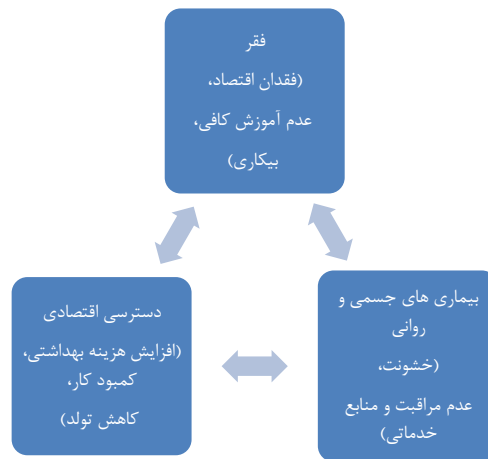 فقر
(فقدان اقتصاد،
عدم آموزش کافی،
بیکاری)
بیماری های جسمی و
روانی
(خشونت،
عدم مراقبت و منابع
خدماتی)
دسترسی اقتصادی
(افزایش هزینه بهداشتی،
کمبود کار،
کاهش تولد)